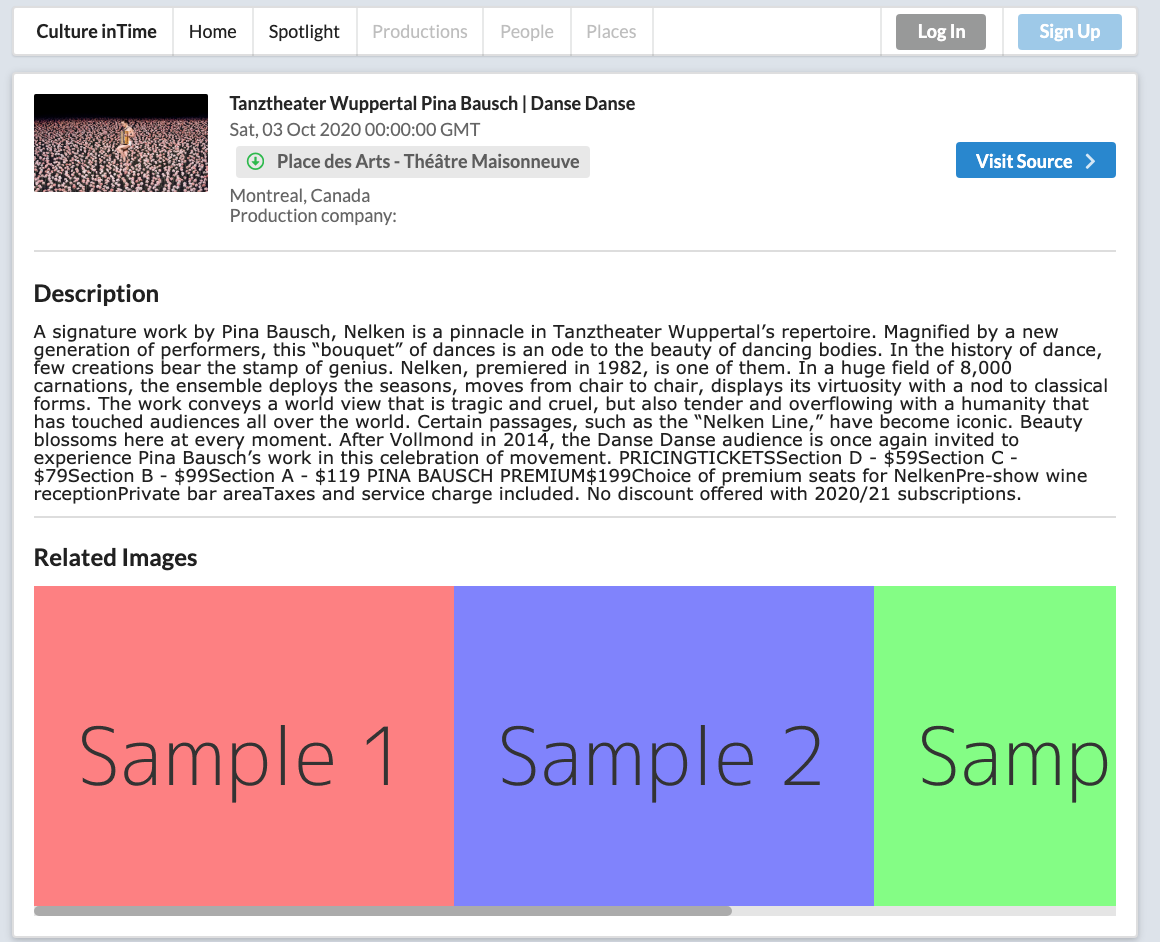 Culture inTime
Home
Spotlight
Productions
People
Places
Log In
Sign Up
Tanztheater Wuppertal Pina Bausch | Danse Danse
Sat, 03 Oct 2020 00:00:00 GMT
Place des Arts - Théâtre Maisonneuve
Visit Source
Montreal, Canada
Production company:
Description
A signature work by Pina Bausch, Nelken is a pinnacle in Tanztheater Wuppertal’s repertoire. Magnified by a new
generation of performers, this “bouquet” of dances is an ode to the beauty of dancing bodies. In the history of dance,
few creations bear the stamp of genius. Nelken, premiered in 1982, is one of them. In a huge field of 8,000
carnations, the ensemble deploys the seasons, moves from chair to chair, displays its virtuosity with a nod to classical
forms. The work conveys a world view that is tragic and cruel, but also tender and overflowing with a humanity that
has touched audiences all over the world. Certain passages, such as the “Nelken Line,” have become iconic. Beauty
blossoms here at every moment. After Vollmond in 2014, the Danse Danse audience is once again invited to
experience Pina Bausch’s work in this celebration of movement. PRICINGTICKETSSection D - $59Section C -
$79Section B - $99Section A - $119 PINA BAUSCH PREMIUM$199Choice of premium seats for NelkenPre-show wine
receptionPrivate bar areaTaxes and service charge included. No discount offered with 2020/21 subscriptions.
Related Images
Sample 1
Sample 2
Samp